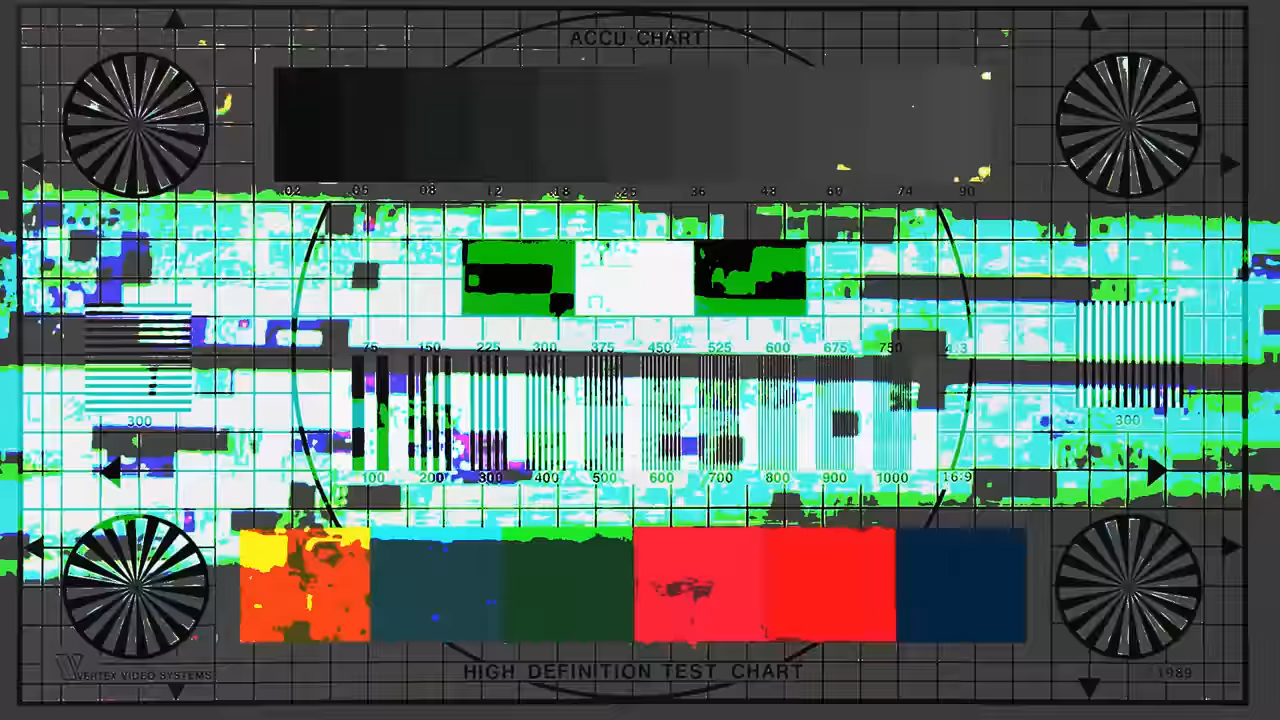 ACCU-CHART
.02 .05 .08 .12 .18 .25 36 48 60 74 90
75 150 225 300 375 450 525 600 675 750 4:3
300 300
100 200 300 400 500 600 700 800 900 1000 16:9
HIGH DEFINITION TEST CHART
VERTEX VIDEO SYSTEMS
1989